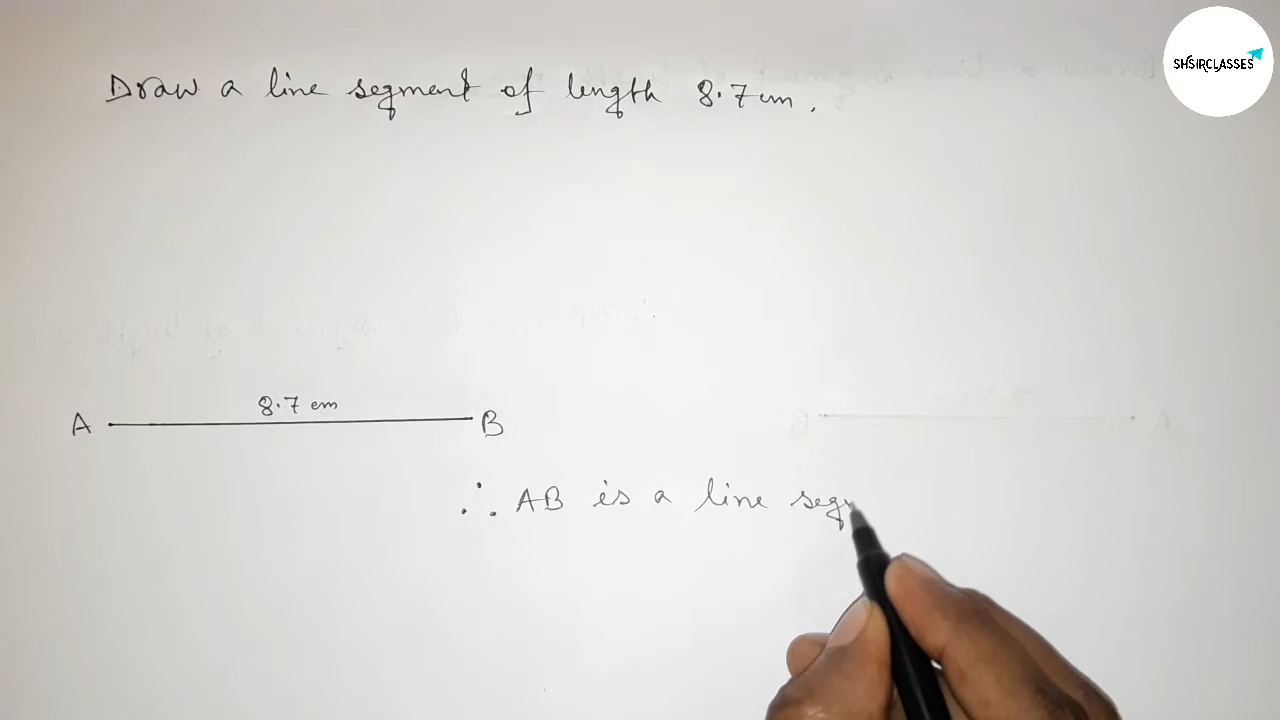 SHSIRCLASSES
Draw a line segment of length 8.7 cm.
8.7 cm
A B
∴ AB is a line seg